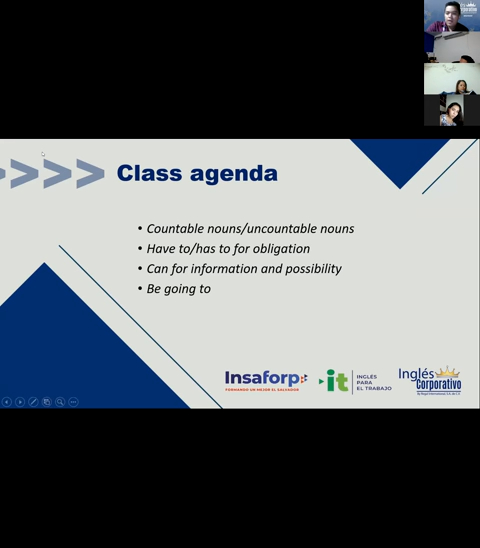 Class agenda
• Countable nouns/uncountable nouns
• Have to/has to for obligation
• Can for information and possibility
• Be going to
Insaforp
FORMANDO UN MEJOR EL SALVADOR
it
INGLÉS
PARA
EL TRABAJO
Inglés
Corporativo